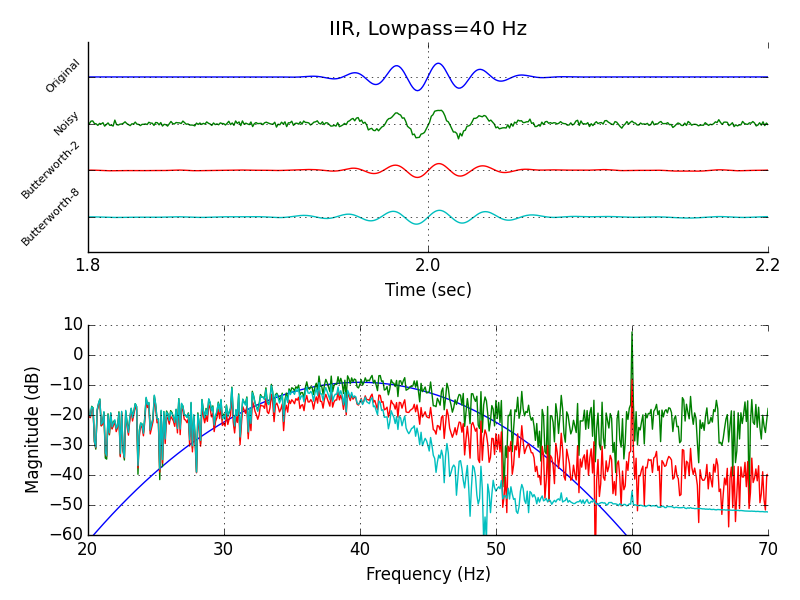 IIR, Lowpass=40 Hz
Original
Noisy
Butterworth-2
Butterworth-8
1.8 2.0 2.2
Time (sec)
10
0
−10
−20
−30
−40
−50
−60
Magnitude (dB)
20 30 40 50 60 70
Frequency (Hz)